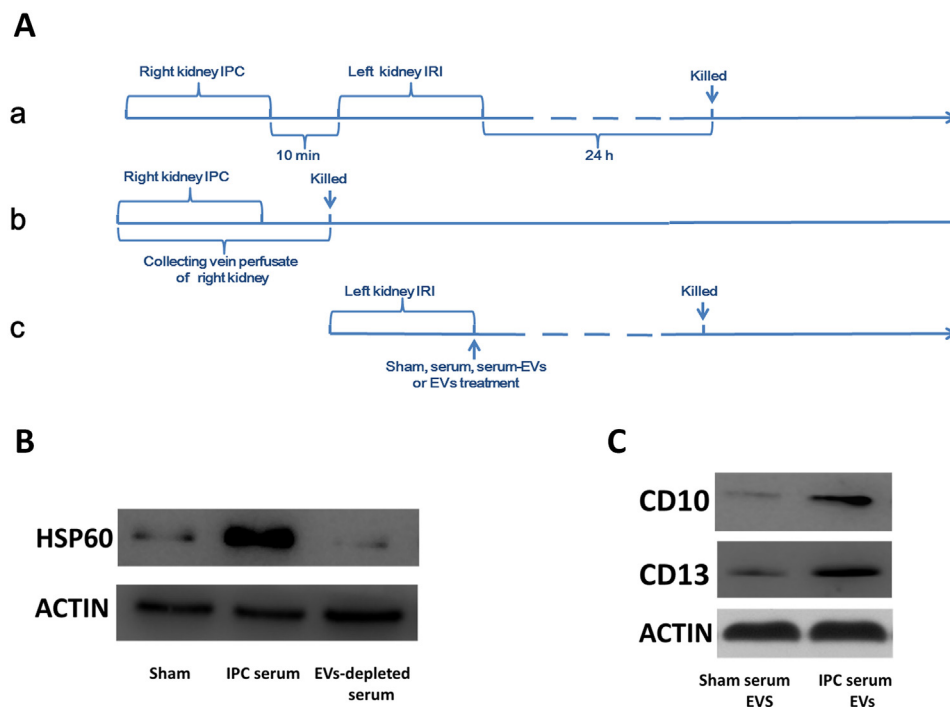 A
Right kidney IPC
Left kidney IRI
Killed
a
10 min
24 h
Right kidney IPC
Killed
b
Collecting vein perfusate
of right kidney
Left kidney IRI
Killed
c
Sham, serum, serum-EVs
or EVs treatment
B
HSP60
ACTIN
Sham
IPC serum
EVs-depleted
serum
C
CD10
CD13
ACTIN
Sham serum
EVS
IPC serum
EVs